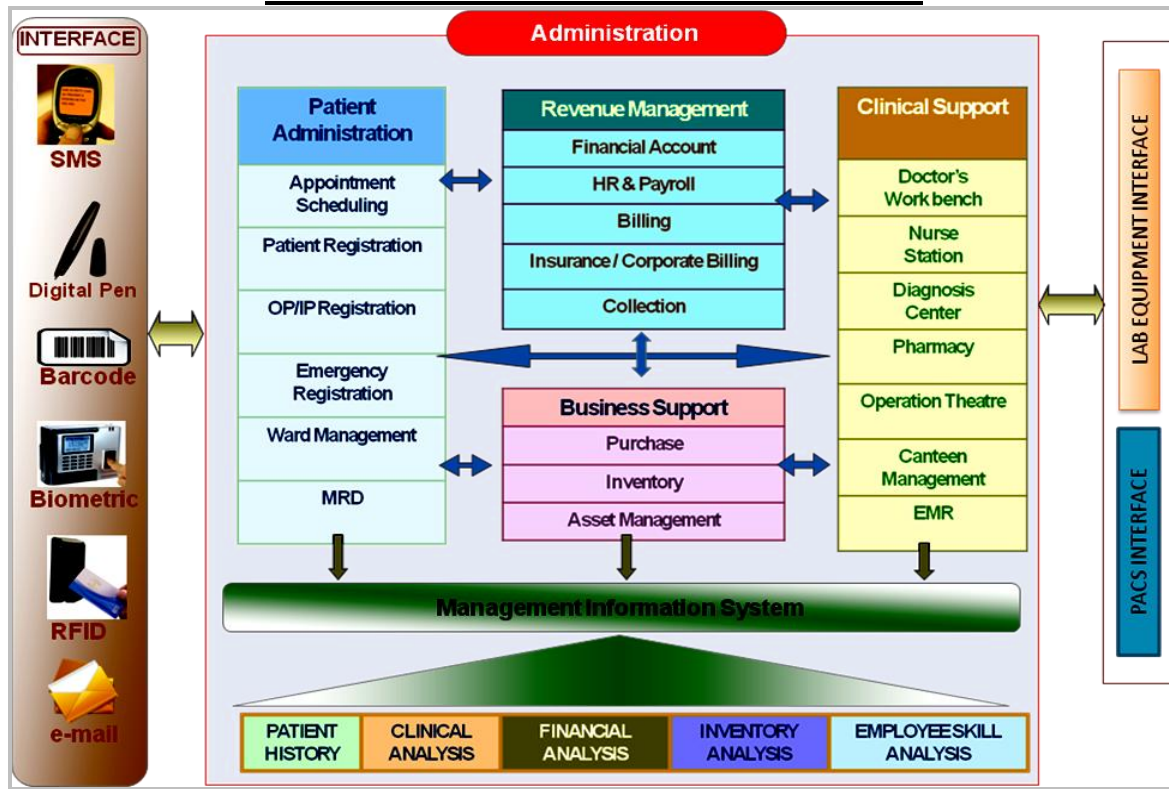 INTERFACE
SMS
Digital Pen
Barcode
Biometric
RFID
e-mail
Administration
Patient
Administration
Appointment
Scheduling
Patient Registration
OP/IP Registration
Emergency
Registration
Ward Management
MRD
Revenue Management
Financial Account
HR & Payroll
Billing
Insurance / Corporate Billing
Collection
Business Support
Purchase
Inventory
Asset Management
Clinical Support
Doctor's
Work bench
Nurse
Station
Diagnosis
Center
Pharmacy
Operation Theatre
Canteen
Management
EMR
Management Information System
PATIENT
HISTORY
CLINICAL
ANALYSIS
FINANCIAL
ANALYSIS
INVENTORY
ANALYSIS
EMPLOYEE SKILL
ANALYSIS
LAB EQUIPMENT INTERFACE
PACS INTERFACE